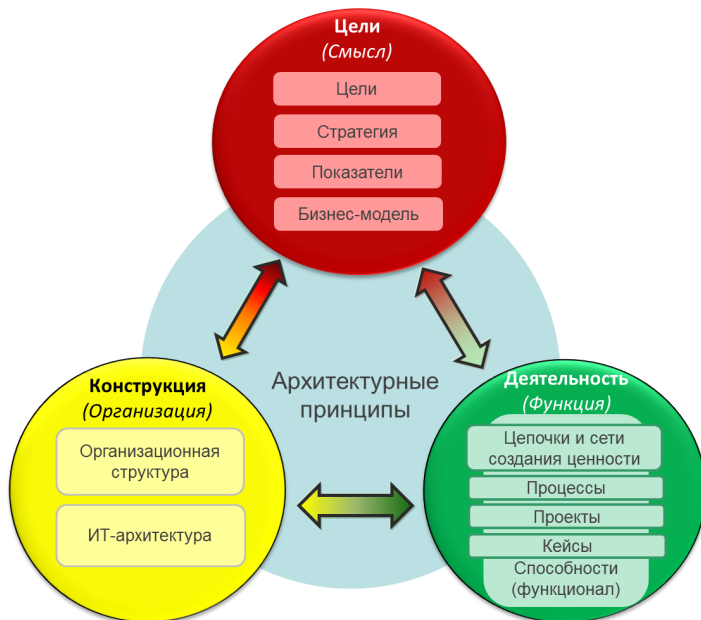 Цели
(Смысл)
Цели
Стратегия
Показатели
Бизнес-модель
Архитектурные
принципы
Конструкция
(Организация)
Организационная
структура
ИТ-архитектура
Деятельность
(Функция)
Цепочки и сети
создания ценности
Процессы
Проекты
Кейсы
Способности
(функционал)